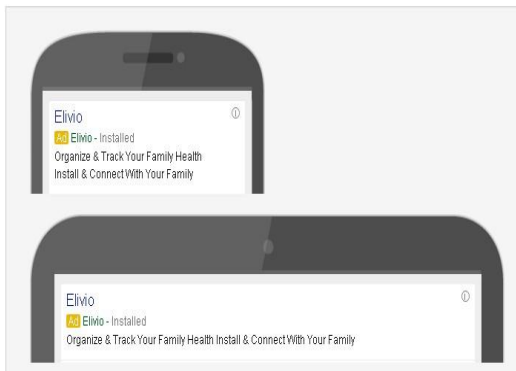 Elivio
Ad Elivio - Installed
Organize & Track Your Family Health
Install & Connect With Your Family
Elivio
Ad Elivio - Installed
Organize & Track Your Family Health Install & Connect With Your Family